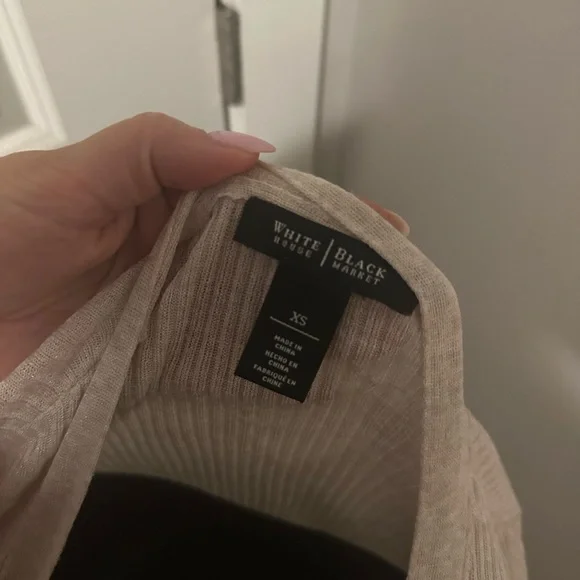 WHITE | BLACK
HOUSE | MARKET
XS
MADE IN
CHINA
HECHO EN
CHINA
FABRIQUÉ EN
CHINE